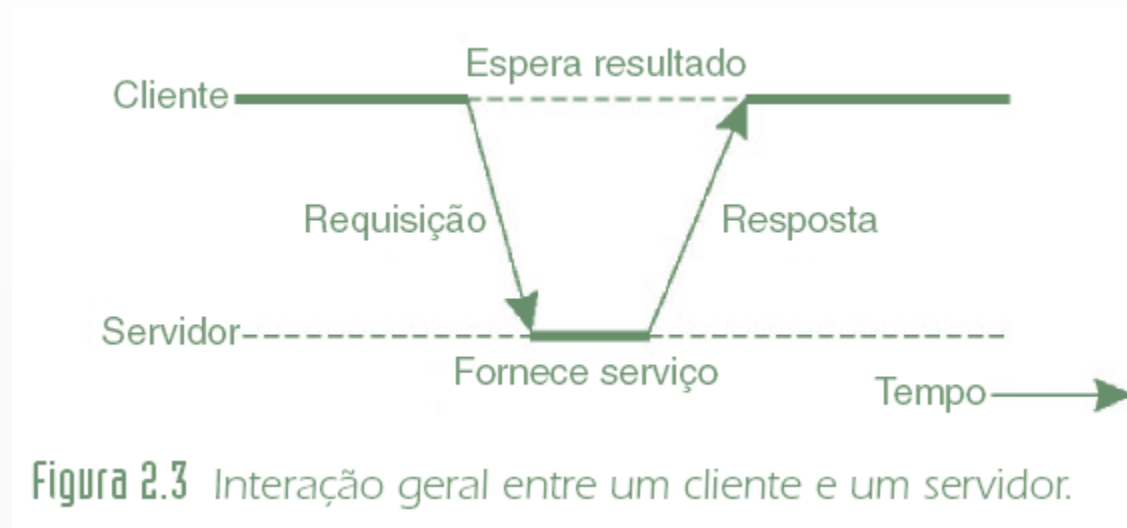 Espera resultado
Cliente
Requisição
Resposta
Servidor
Fornece serviço
Tempo
Figura 2.3 Interação geral entre um cliente e um servidor.